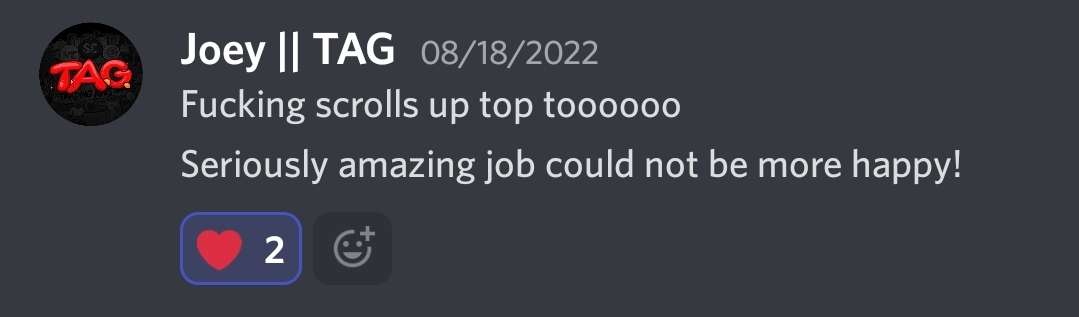 TAG
Joey || TAG 08/18/2022
Fucking scrolls up top toooooo
Seriously amazing job could not be more happy!
2